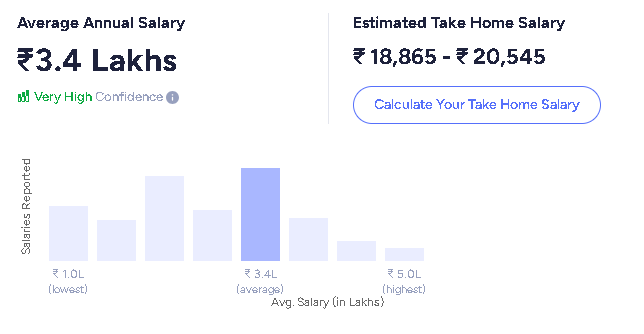 Average Annual Salary
₹3.4 Lakhs
Very High Confidence
Estimated Take Home Salary
₹ 18,865 - ₹ 20,545
Calculate Your Take Home Salary
Salaries Reported
₹ 1.0L
(lowest)
₹ 3.4L
(average)
₹ 5.0L
(highest)
Avg. Salary (in Lakhs)